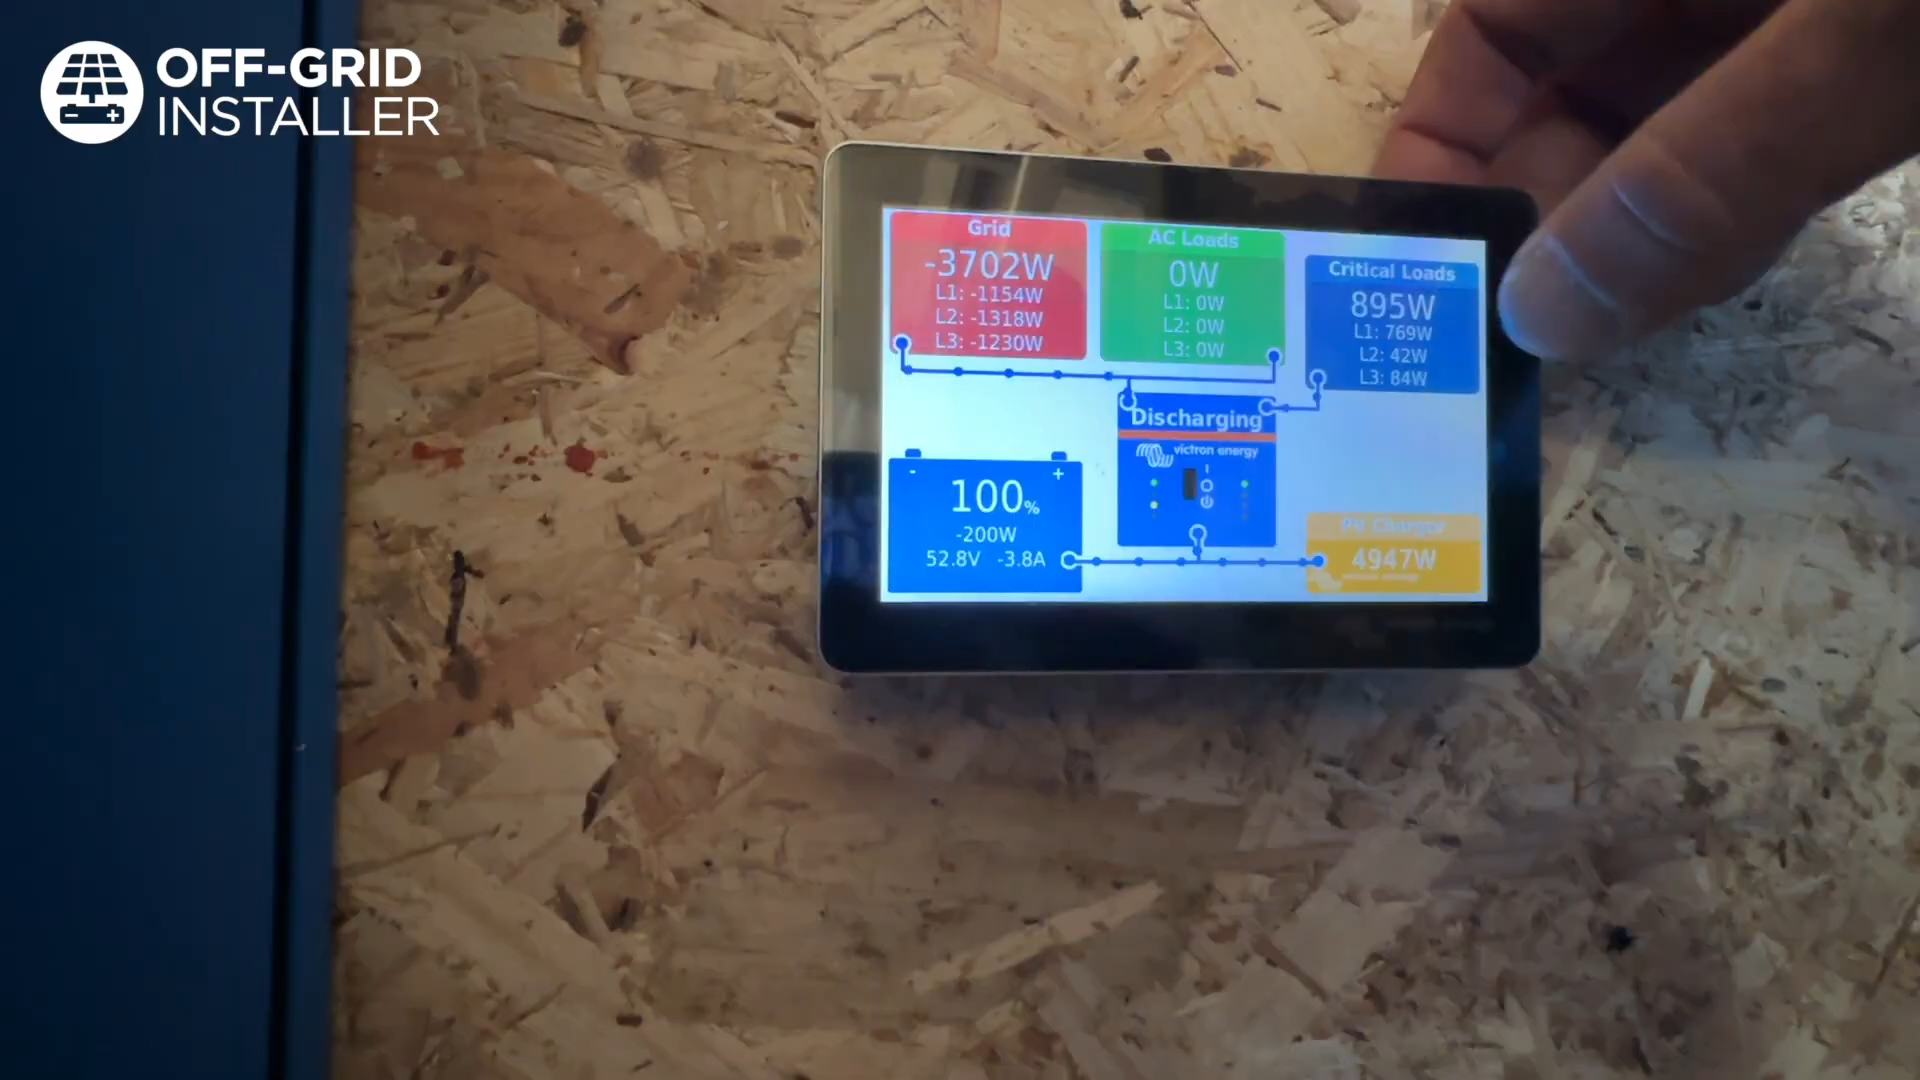 OFF-GRID
INSTALLER
Grid
-3702W
L1: -1154W
L2: -1318W
L3: -1230W
AC Loads
0W
L1: 0W
L2: 0W
L3: 0W
Critical Loads
895W
L1: 769W
L2: 42W
L3: 84W
Discharging
victron energy
I
O
- +
100%
-200W
52.8V -3.8A
PV Charger
4947W
victron energy